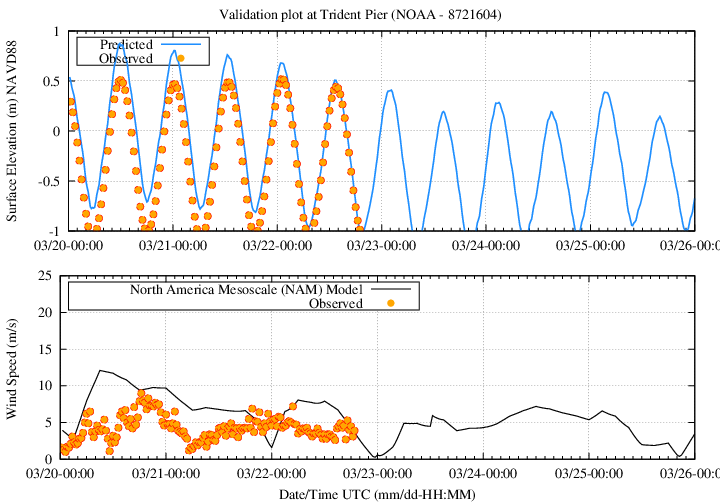 Validation plot at Trident Pier (NOAA - 8721604)
Surface Elevation (m) NAVD88
1
0.5
0
-0.5
-1
Predicted
Observed
03/20-00:00 03/21-00:00 03/22-00:00 03/23-00:00 03/24-00:00 03/25-00:00 03/26-00:00
Wind Speed (m/s)
25
20
15
10
5
0
North America Mesoscale (NAM) Model
Observed
03/20-00:00 03/21-00:00 03/22-00:00 03/23-00:00 03/24-00:00 03/25-00:00 03/26-00:00
Date/Time UTC (mm/dd-HH:MM)